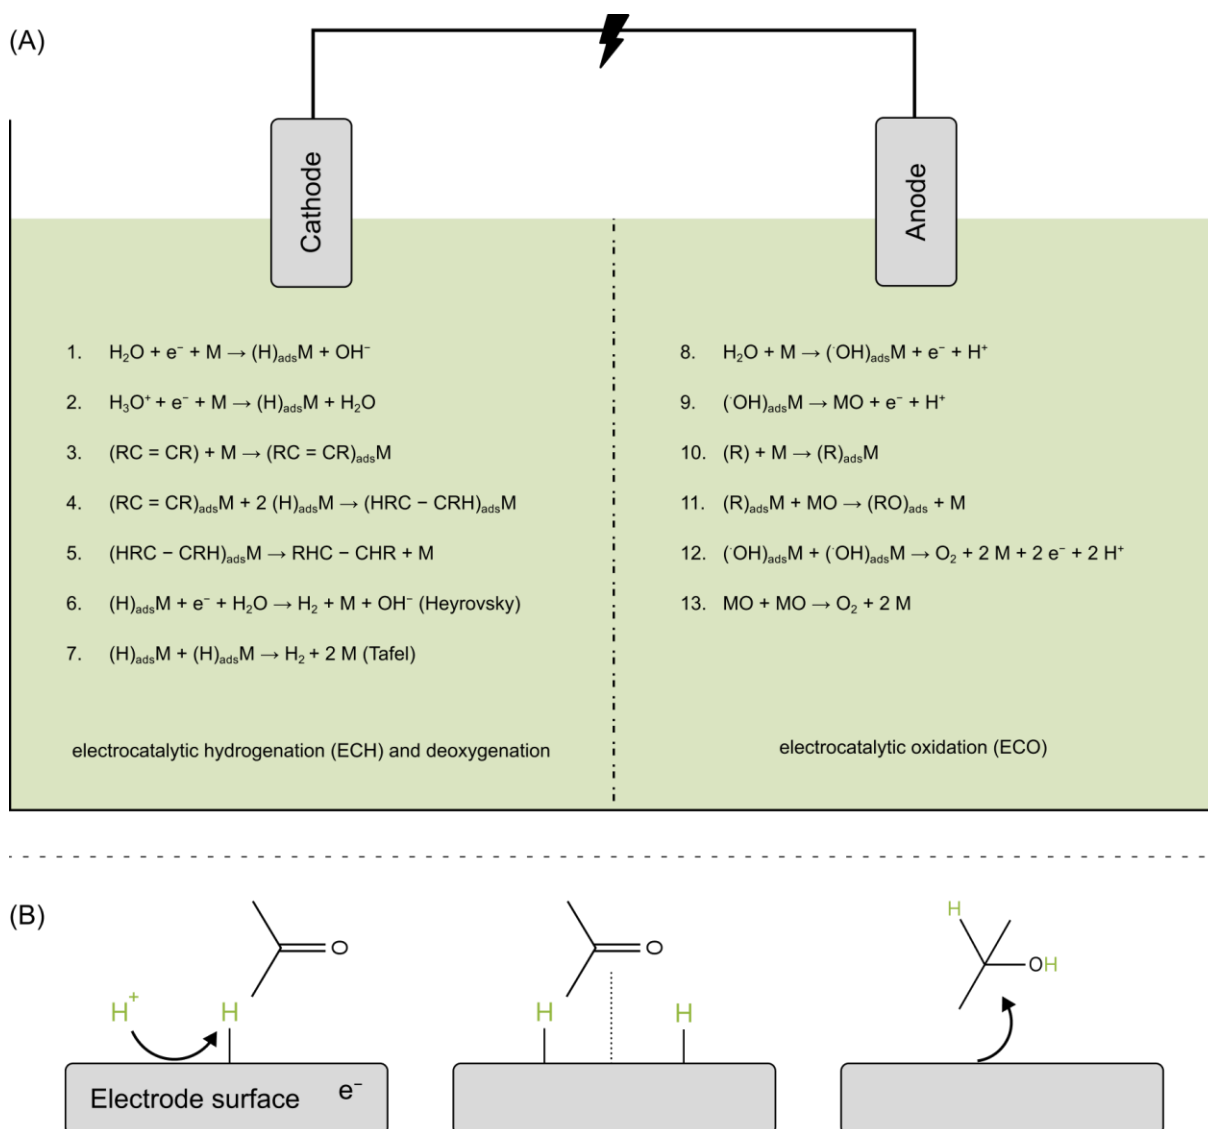 (A)
Cathode
Anode
1. H₂O + e⁻ + M → (H)ₐdsM + OH⁻
2. H₃O⁺ + e⁻ + M → (H)ₐdsM + H₂O
3. (RC = CR) + M → (RC = CR)ₐdsM
4. (RC = CR)ₐdsM + 2 (H)ₐdsM → (HRC − CRH)ₐdsM
5. (HRC − CRH)ₐdsM → RHC − CHR + M
6. (H)ₐdsM + e⁻ + H₂O → H₂ + M + OH⁻ (Heyrovsky)
7. (H)ₐdsM + (H)ₐdsM → H₂ + 2 M (Tafel)
electrocatalytic hydrogenation (ECH) and deoxygenation
8. H₂O + M → (˙OH)ₐdsM + e⁻ + H⁺
9. (˙OH)ₐdsM → MO + e⁻ + H⁺
10. (R) + M → (R)ₐdsM
11. (R)ₐdsM + MO → (RO)ₐds + M
12. (˙OH)ₐdsM + (˙OH)ₐdsM → O₂ + 2 M + 2 e⁻ + 2 H⁺
13. MO + MO → O₂ + 2 M
electrocatalytic oxidation (ECO)
(B)
O
H⁺
H
Electrode surface e⁻
O
H
H
H
OH